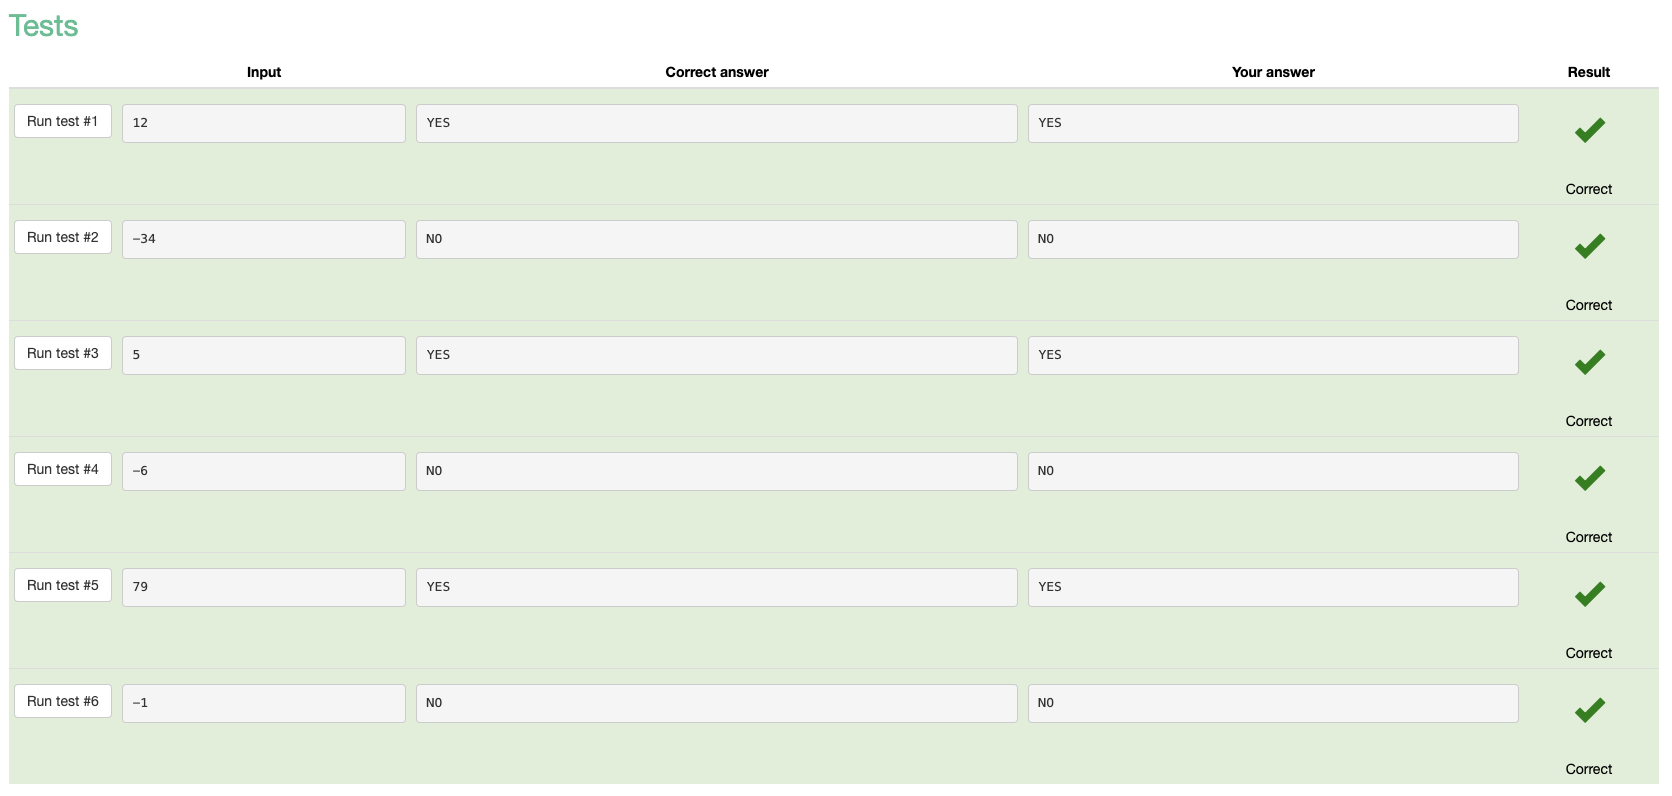 Tests
Input Correct answer Your answer Result
Run test #1 12 YES YES
Correct
Run test #2 -34 NO NO
Correct
Run test #3 5 YES YES
Correct
Run test #4 -6 NO NO
Correct
Run test #5 79 YES YES
Correct
Run test #6 -1 NO NO
Correct